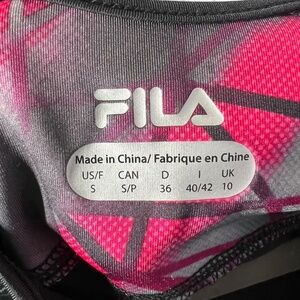 FILA
Made in China/ Fabrique en Chine
US/F CAN D I UK
S S/P 36 40/42 10